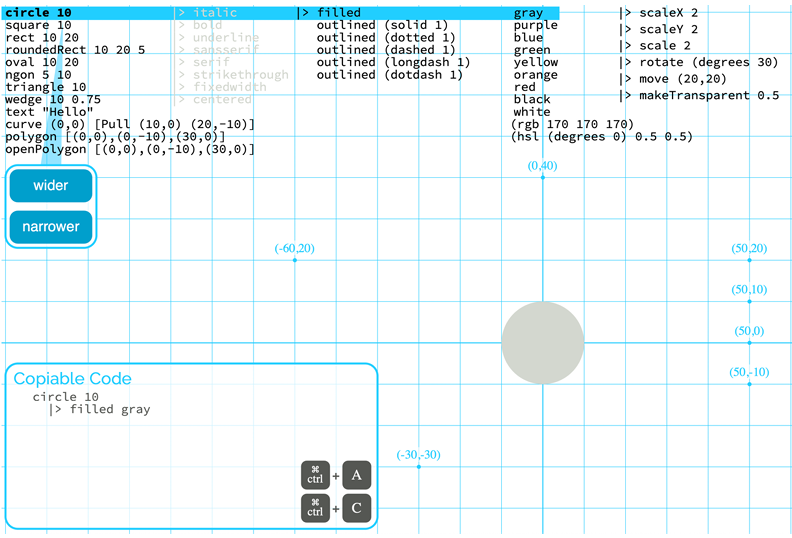 circle 10
square 10
rect 10 20
roundedRect 10 20 5
oval 10 20
ngon 5 10
triangle 10
wedge 10 0.75
text "Hello"
curve (0,0) [Pull (10,0) (20,-10)]
polygon [(0,0),(0,-10),(30,0)]
openPolygon [(0,0),(0,-10),(30,0)]
|> italic
> bold
> underline
> sansserif
> serif
> strikethrough
> fixedwidth
|> centered
|> filled
outlined (solid 1)
outlined (dotted 1)
outlined (dashed 1)
outlined (longdash 1)
outlined (dotdash 1)
gray
purple
blue
green
yellow
orange
red
black
white
(rgb 170 170 170)
(hsl (degrees 0) 0.5 0.5)
|> scaleX 2
|> scaleY 2
|> scale 2
|> rotate (degrees 30)
|> move (20,20)
|> makeTransparent 0.5
wider
narrower
(0,40)
(-60,20)
(50,20)
(50,10)
(50,0)
(50,-10)
(-30,-30)
Copiable Code
circle 10
|> filled gray
⌘ ctrl + A
⌘ ctrl + C